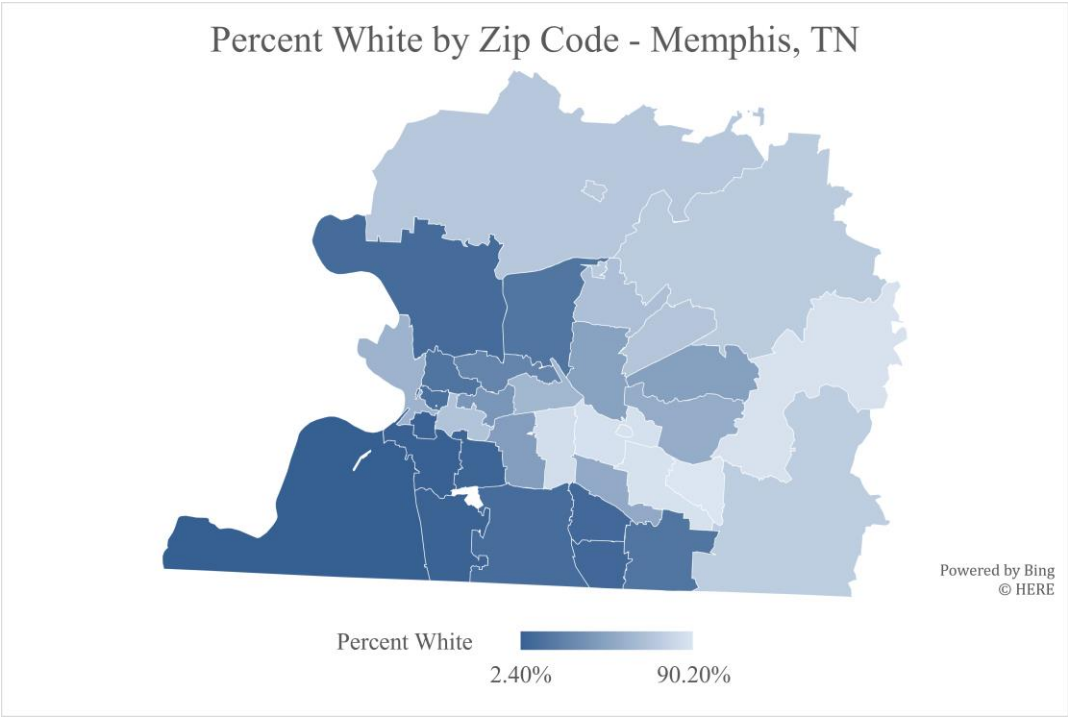 Percent White by Zip Code - Memphis, TN
Powered by Bing
© HERE
Percent White
2.40% 90.20%